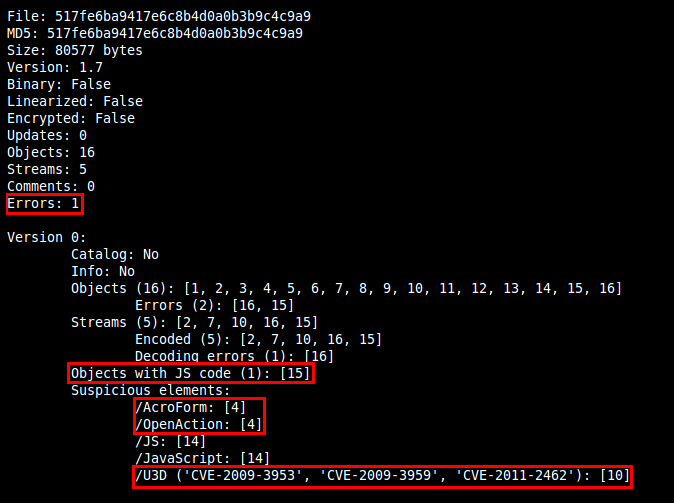 File: 517fe6ba9417e6c8b4d0a0b3b9c4c9a9
MD5: 517fe6ba9417e6c8b4d0a0b3b9c4c9a9
Size: 80577 bytes
Version: 1.7
Binary: False
Linearized: False
Encrypted: False
Updates: 0
Objects: 16
Streams: 5
Comments: 0
Errors: 1
Version 0:
Catalog: No
Info: No
Objects (16): [1, 2, 3, 4, 5, 6, 7, 8, 9, 10, 11, 12, 13, 14, 15, 16]
Errors (2): [16, 15]
Streams (5): [2, 7, 10, 16, 15]
Encoded (5): [2, 7, 10, 16, 15]
Decoding errors (1): [16]
Objects with JS code (1): [15]
Suspicious elements:
/AcroForm: [4]
/OpenAction: [4]
/JS: [14]
/JavaScript: [14]
/U3D ('CVE-2009-3953', 'CVE-2009-3959', 'CVE-2011-2462'): [10]